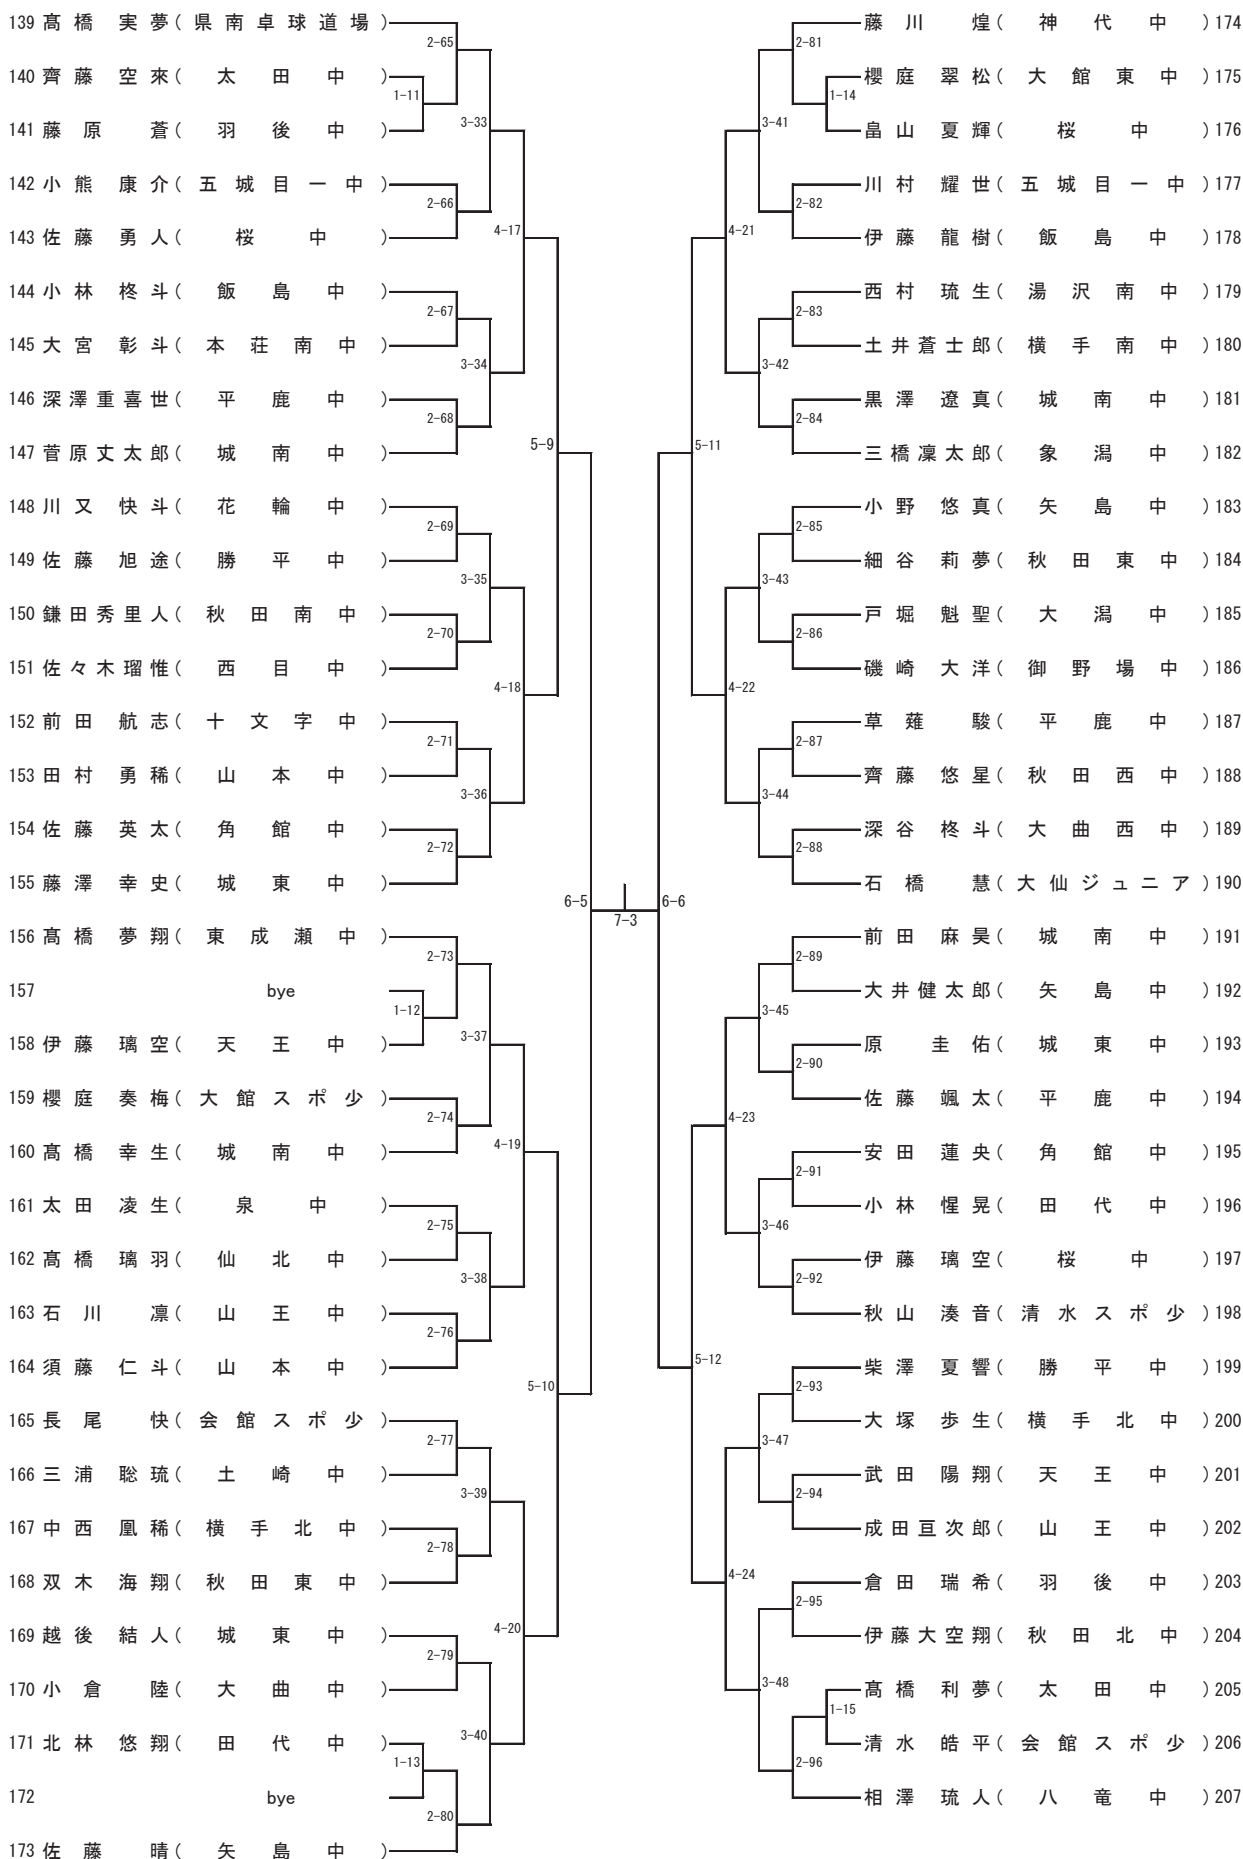 139 髙橋 実夢(県南卓球道場)
140 齊藤空來(太田中)
141 藤原 蒼(羽後中)
142 小熊康介(五城目一中)
143 佐藤勇人(桜中)
144 小林柊斗(飯島中)
145 大宮彰斗(本荘南中)
146 深澤重喜世(平鹿中)
147 菅原丈太郎(城南中)
148 川又快斗(花輪中)
149 佐藤旭途(勝平中)
150 鎌田秀里人(秋田南中)
151 佐々木瑠惟(西目中)
152 前田航志(十文字中)
153 田村勇稀(山本中)
154 佐藤英太(角館中)
155 藤澤幸史(城東中)
156 髙橋夢翔(東成瀬中)
157 bye
158 伊藤璃空(天王中)
159 櫻庭奏梅(大館スポ少)
160 髙橋幸生(城南中)
161 太田凌生(泉中)
162 髙橋璃羽(仙北中)
163 石川 凛(山王中)
164 須藤仁斗(山本中)
165 長尾 快(会館スポ少)
166 三浦聡琉(土崎中)
167 中西凰稀(横手北中)
168 双木海翔(秋田東中)
169 越後結人(城東中)
170 小倉 陸(大曲中)
171 北林悠翔(田代中)
172 bye
173 佐藤 晴(矢島中)
1-11
1-12
1-13
2-65
2-66
2-67
2-68
2-69
2-70
2-71
2-72
2-73
2-74
2-75
2-76
2-77
2-78
2-79
2-80
3-33
3-34
3-35
3-36
3-37
3-38
3-39
3-40
4-17
4-18
4-19
4-20
5-9
5-10
6-5
7-3
6-6
5-11
5-12
4-21
4-22
4-23
4-24
3-41
3-42
3-43
3-44
3-45
3-46
3-47
3-48
2-81
2-82
2-83
2-84
2-85
2-86
2-87
2-88
2-89
2-90
2-91
2-92
2-93
2-94
2-95
2-96
1-14
1-15
藤川 煌(神代中)174
櫻庭翠松(大館東中)175
畠山夏輝(桜中)176
川村耀世(五城目一中)177
伊藤龍樹(飯島中)178
西村琉生(湯沢南中)179
土井蒼士郎(横手南中)180
黒澤遼真(城南中)181
三橋凜太郎(象潟中)182
小野悠真(矢島中)183
細谷莉夢(秋田東中)184
戸堀魁聖(大潟中)185
磯崎大洋(御野場中)186
草薙 駿(平鹿中)187
齊藤悠星(秋田西中)188
深谷柊斗(大曲西中)189
石橋 慧(大仙ジュニア)190
前田麻昊(城南中)191
大井健太郎(矢島中)192
原 圭佑(城東中)193
佐藤颯太(平鹿中)194
安田蓮央(角館中)195
小林惺晃(田代中)196
伊藤璃空(桜中)197
秋山湊音(清水スポ少)198
柴澤夏響(勝平中)199
大塚歩生(横手北中)200
武田陽翔(天王中)201
成田亘次郎(山王中)202
倉田瑞希(羽後中)203
伊藤大空翔(秋田北中)204
髙橋利夢(太田中)205
清水皓平(会館スポ少)206
相澤琉人(八竜中)207